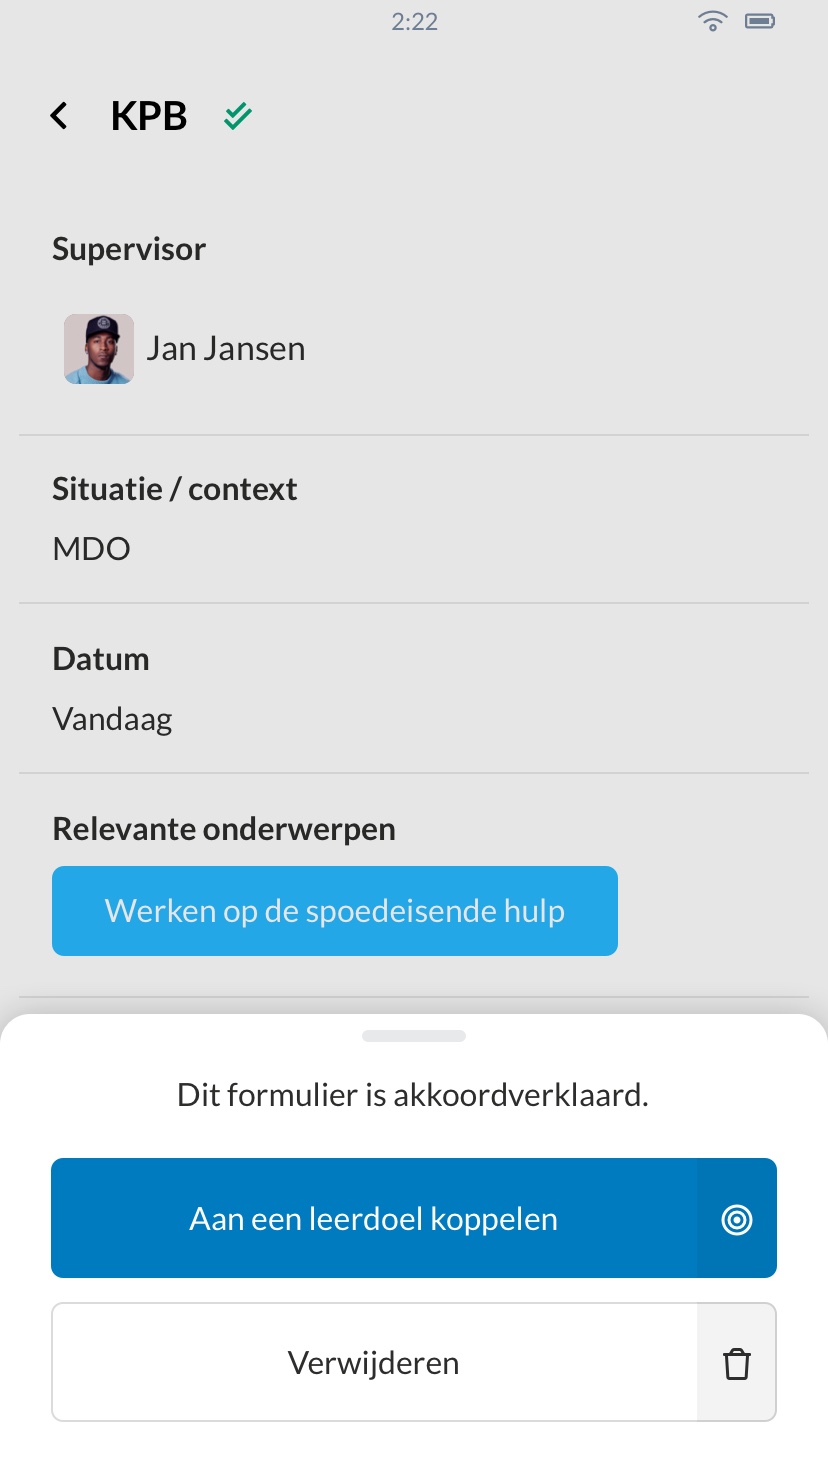 2:22
KPB
Supervisor
Jan Jansen
Situatie / context
MDO
Datum
Vandaag
Relevante onderwerpen
Werken op de spoedeisende hulp
Dit formulier is akkoordverklaard.
Aan een leerdoel koppelen
Verwijderen